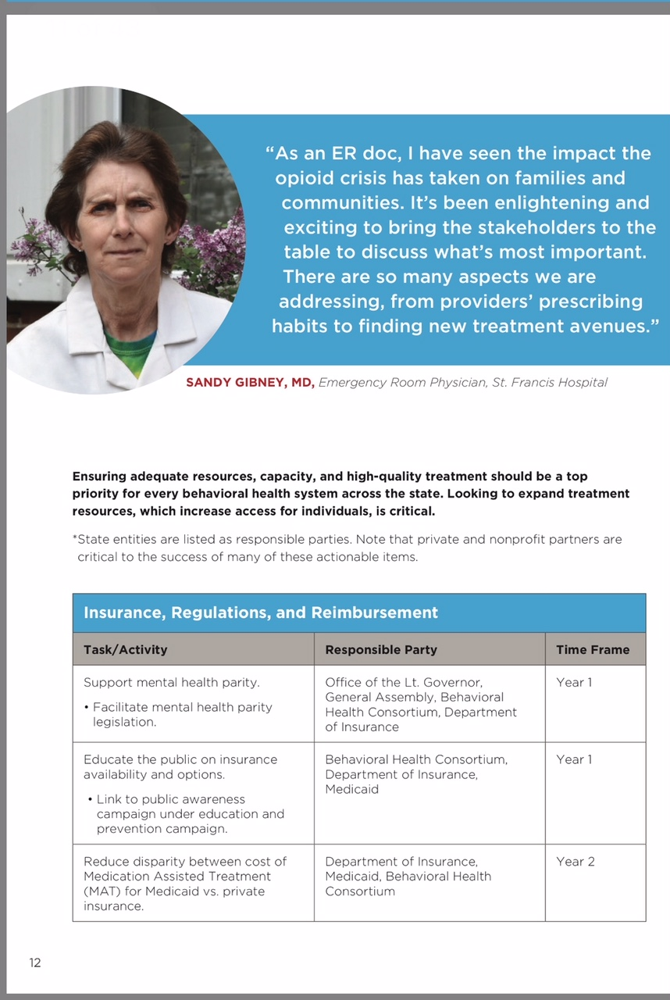 “As an ER doc, I have seen the impact the
opioid crisis has taken on families and
communities. It’s been enlightening and
exciting to bring the stakeholders to the
table to discuss what’s most important.
There are so many aspects we are
addressing, from providers’ prescribing
habits to finding new treatment avenues.”
SANDY GIBNEY, MD, Emergency Room Physician, St. Francis Hospital
Ensuring adequate resources, capacity, and high-quality treatment should be a top
priority for every behavioral health system across the state. Looking to expand treatment
resources, which increase access for individuals, is critical.
*State entities are listed as responsible parties. Note that private and nonprofit partners are
critical to the success of many of these actionable items.
Insurance, Regulations, and Reimbursement
Task/Activity Responsible Party Time Frame
Support mental health parity.
• Facilitate mental health parity
legislation.
Office of the Lt. Governor,
General Assembly, Behavioral
Health Consortium, Department
of Insurance
Year 1
Educate the public on insurance
availability and options.
• Link to public awareness
campaign under education and
prevention campaign.
Behavioral Health Consortium,
Department of Insurance,
Medicaid
Year 1
Reduce disparity between cost of
Medication Assisted Treatment
(MAT) for Medicaid vs. private
insurance.
Department of Insurance,
Medicaid, Behavioral Health
Consortium
Year 2
12